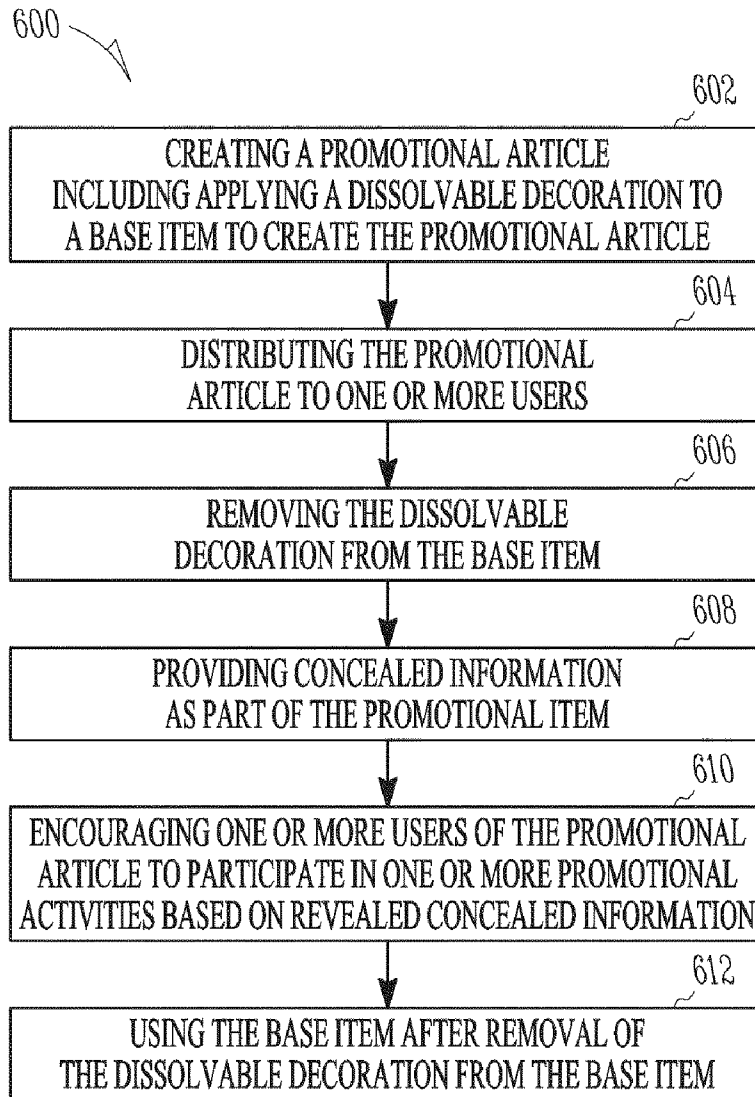 600
602
CREATING A PROMOTIONAL ARTICLE
INCLUDING APPLYING A DISSOLVABLE DECORATION TO
A BASE ITEM TO CREATE THE PROMOTIONAL ARTICLE
604
DISTRIBUTING THE PROMOTIONAL
ARTICLE TO ONE OR MORE USERS
606
REMOVING THE DISSOLVABLE
DECORATION FROM THE BASE ITEM
608
PROVIDING CONCEALED INFORMATION
AS PART OF THE PROMOTIONAL ITEM
610
ENCOURAGING ONE OR MORE USERS OF THE PROMOTIONAL
ARTICLE TO PARTICIPATE IN ONE OR MORE PROMOTIONAL
ACTIVITIES BASED ON REVEALED CONCEALED INFORMATION
612
USING THE BASE ITEM AFTER REMOVAL OF
THE DISSOLVABLE DECORATION FROM THE BASE ITEM